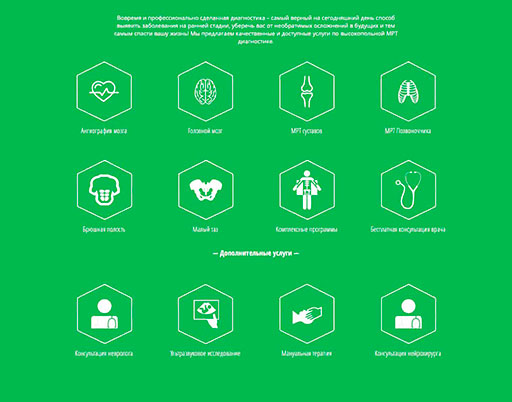 Вовремя и профессионально сделанная диагностика - самый верный на сегодняшний день способ
выявить заболевания на ранней стадии, уберечь вас от необратимых осложнений в будущих и тем
самым спасти вашу жизнь! Мы предлагаем качественные и доступные услуги по высокопольной МРТ
диагностике.
Ангиография мозга
Головной мозг
МРТ суставов
МРТ Позвоночника
Брюшная полость
Малый таз
Комплексные программы
Бесплатная консультация врача
— Дополнительные услуги —
Консультация невролога
Ультразвуковое исследование
Мануальная терапия
Консультация нейрохирурга